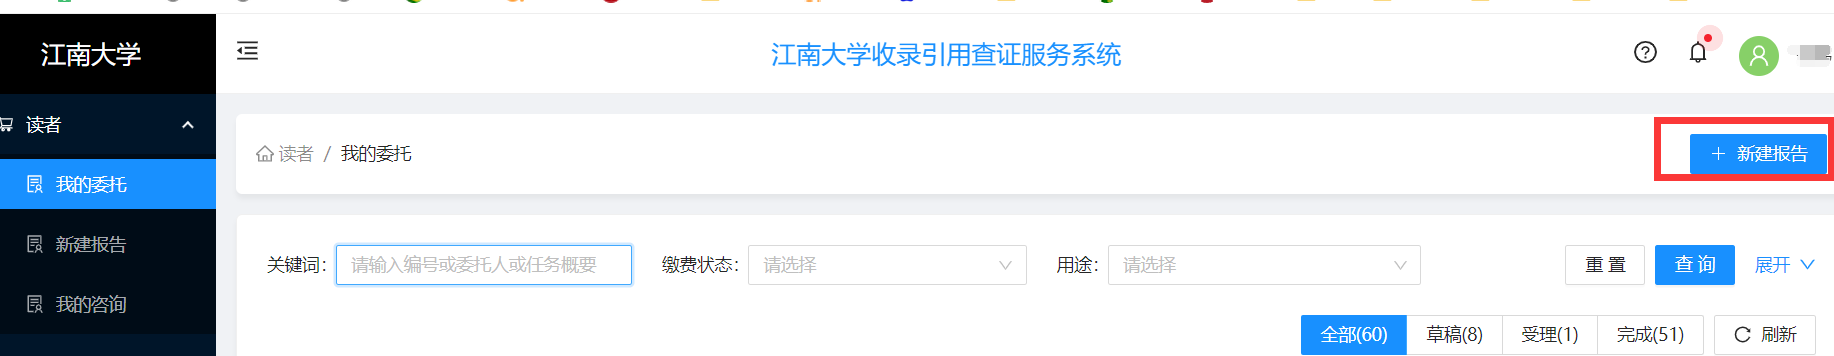 江南大学
江南大学收录引用查证服务系统
读者
读者 / 我的委托
+ 新建报告
我的委托
新建报告
我的咨询
关键词: 请输入编号或委托人或任务概要 缴费状态: 请选择 用途: 请选择 重置 查询 展开
全部(60) 草稿(8) 受理(1) 完成(51) 刷新